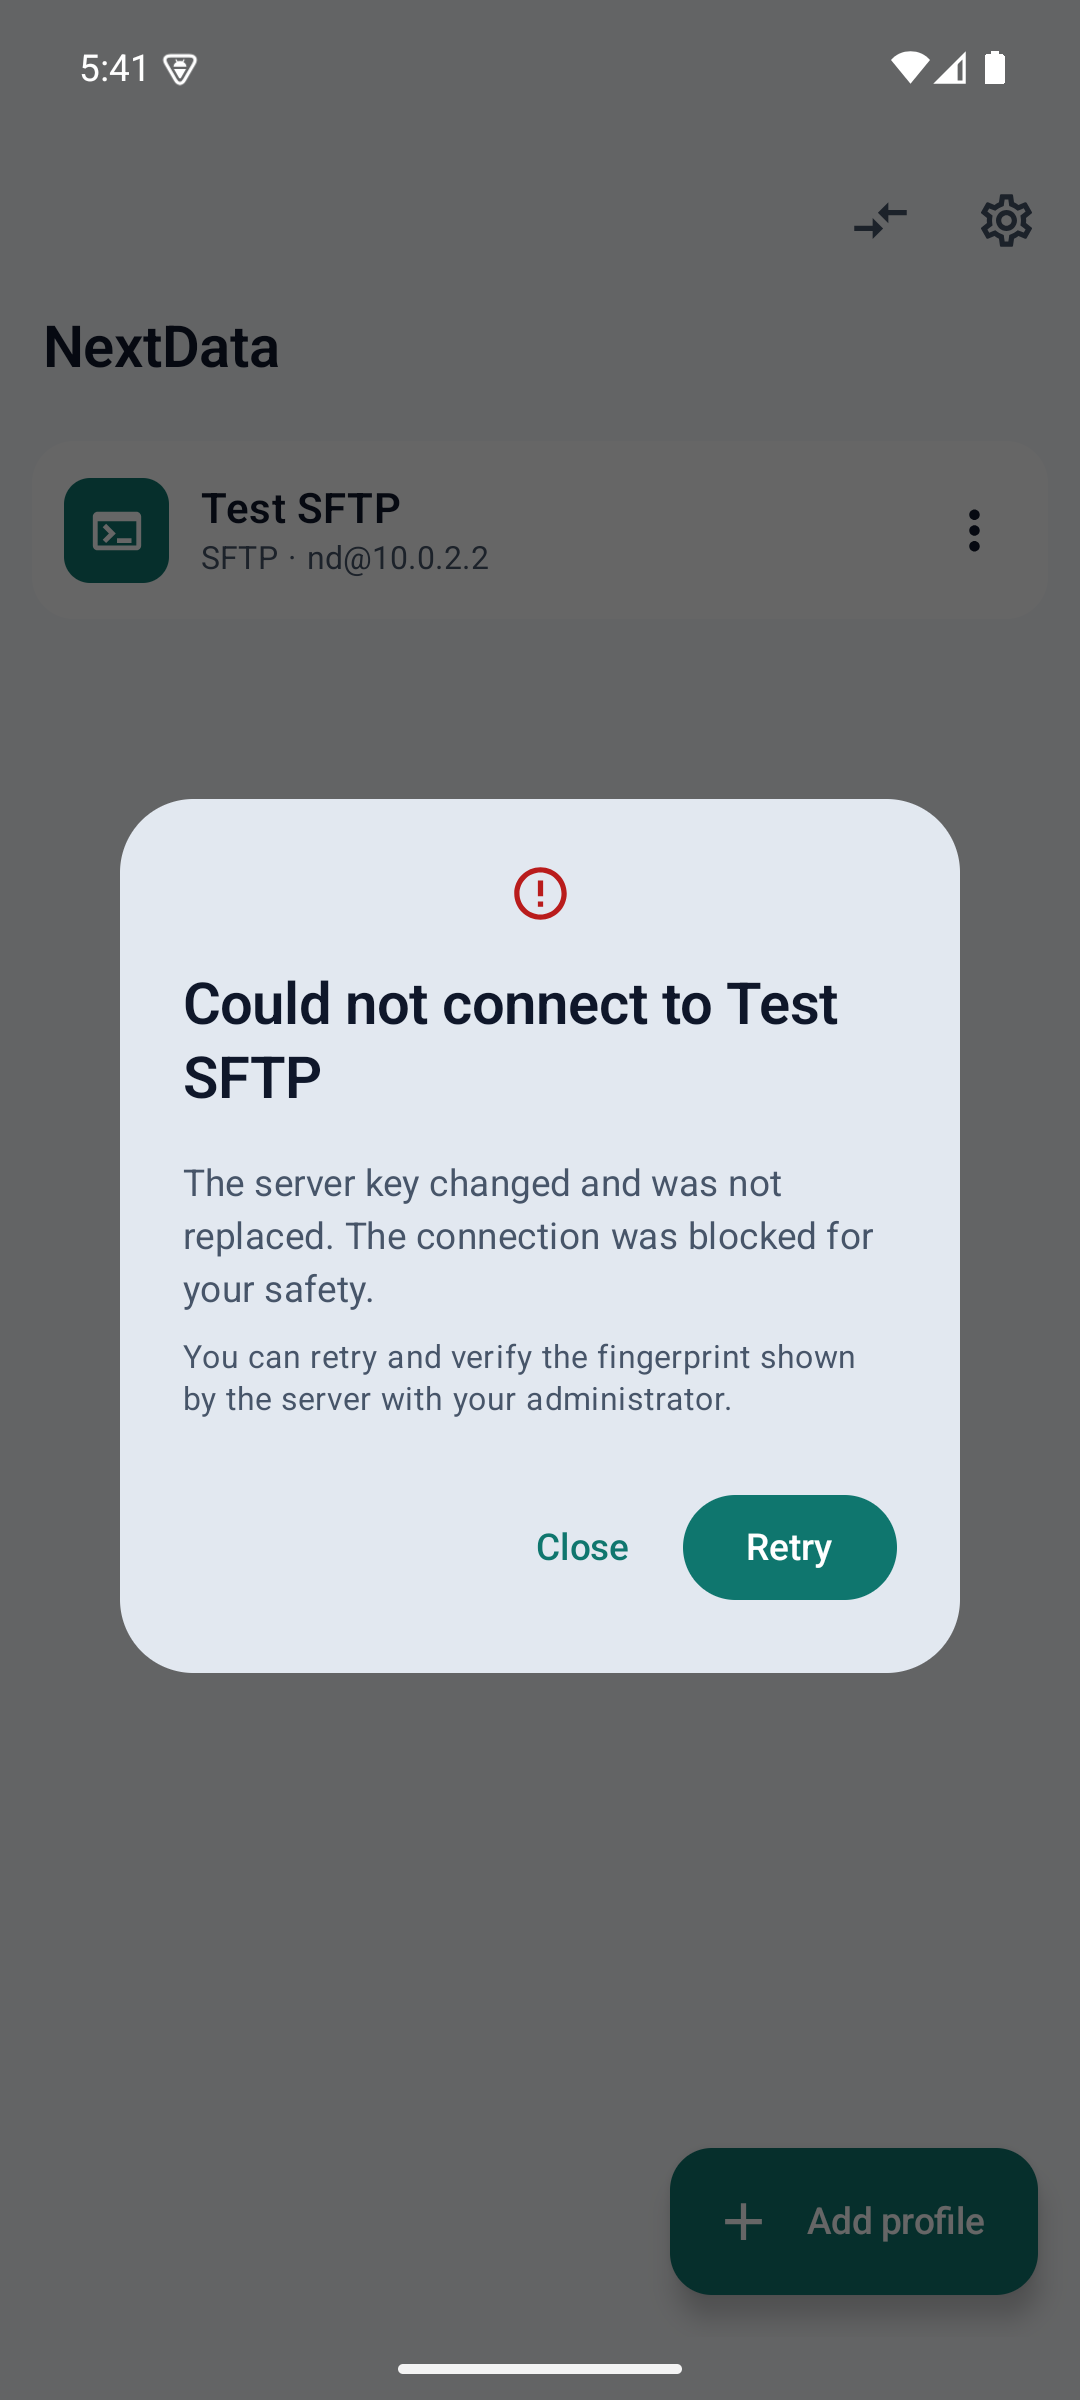 5:41
NextData
Test SFTP
SFTP · nd@10.0.2.2
Could not connect to Test
SFTP
The server key changed and was not
replaced. The connection was blocked for
your safety.
You can retry and verify the fingerprint shown
by the server with your administrator.
Close
Retry
Add profile